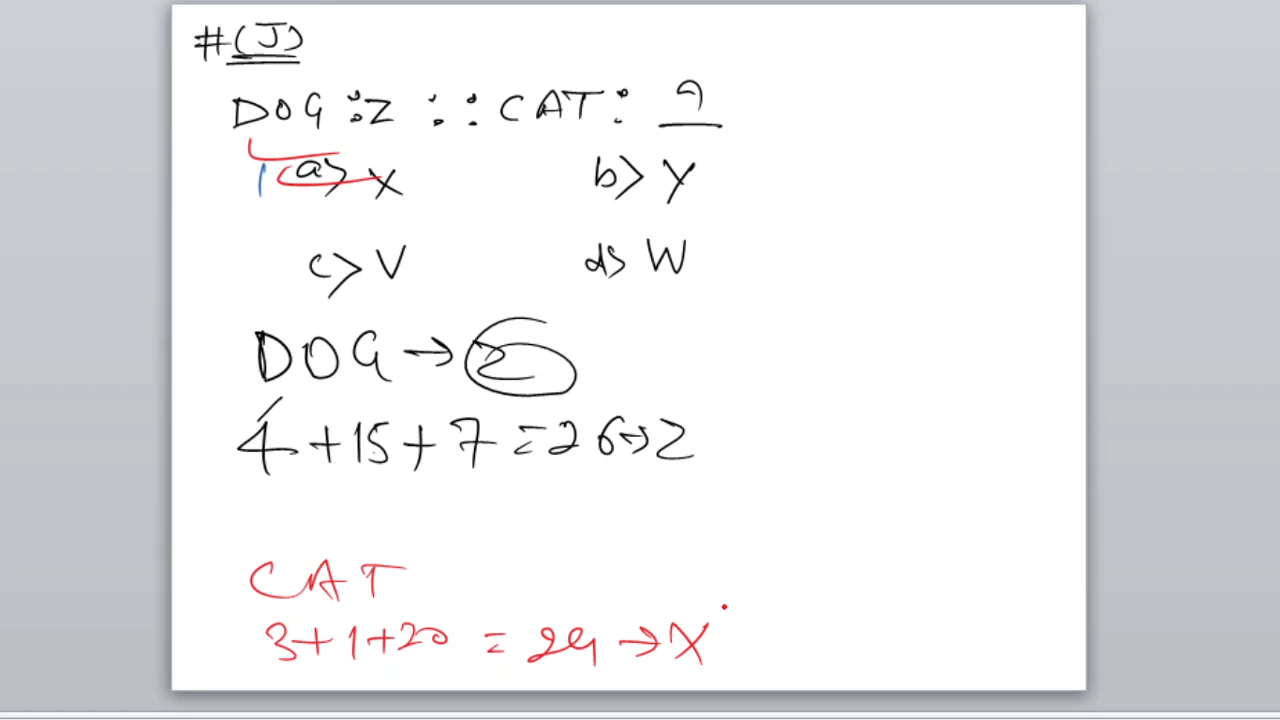 #(J)
DOG : Z : : CAT : ?
a> X b> Y
c> V d> W
DOG → Z
4 + 15 + 7 = 26 → Z
CAT
3 + 1 + 20 = 24 → X